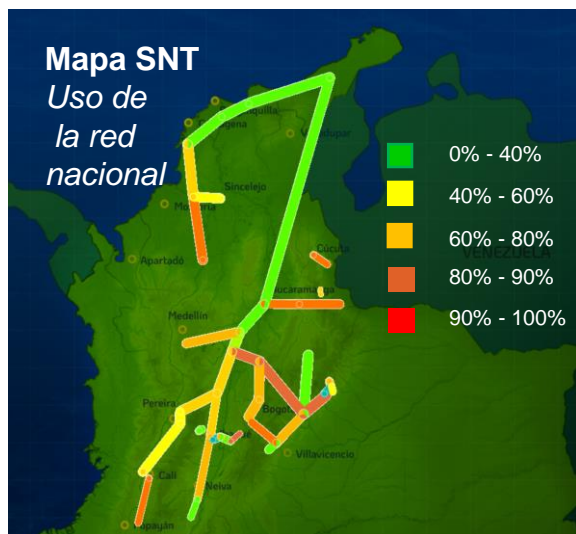 Mapa SNT
Uso de
la red
nacional
0% - 40%
40% - 60%
60% - 80%
80% - 90%
90% - 100%
VENEZUELA
Sincelejo
Apartadó
Cúcuta
Medellín
Pereira
Villavicencio
Cali
Neiva